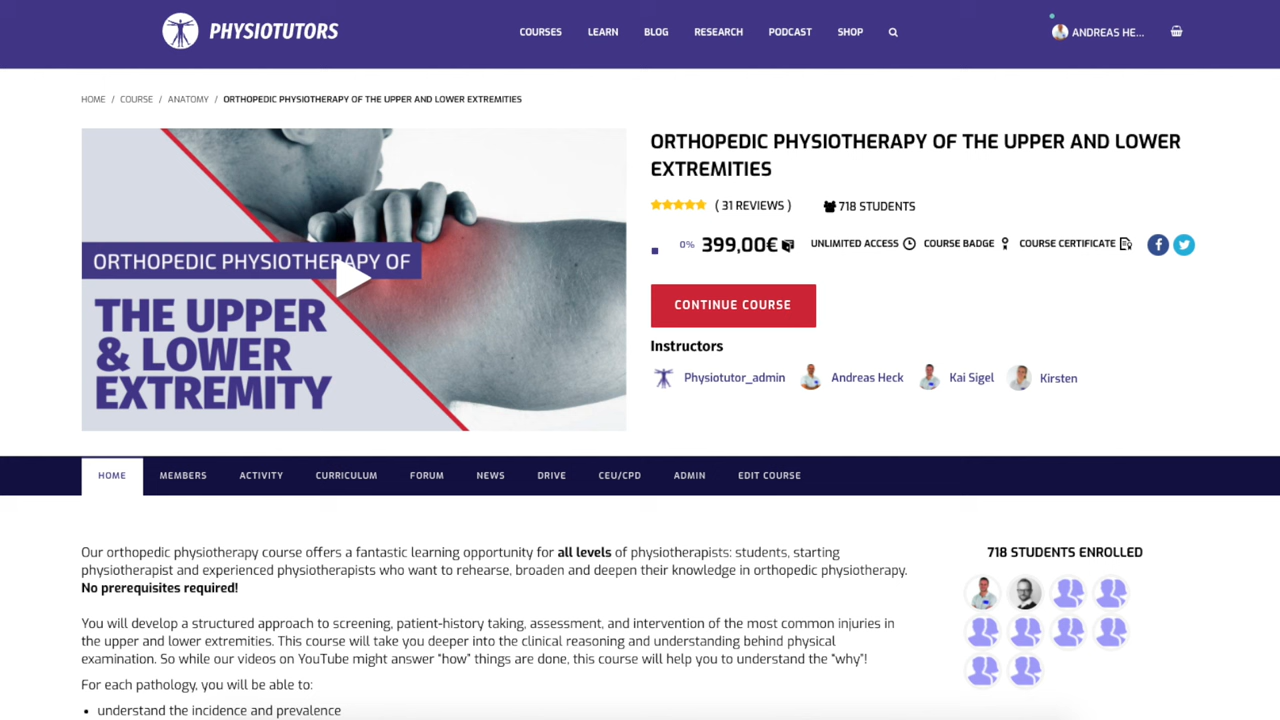 PHYSIOTUTORS
COURSES LEARN BLOG RESEARCH PODCAST SHOP
ANDREAS HE...
HOME / COURSE / ANATOMY / ORTHOPEDIC PHYSIOTHERAPY OF THE UPPER AND LOWER EXTREMITIES
ORTHOPEDIC PHYSIOTHERAPY OF
THE UPPER
& LOWER
EXTREMITY
ORTHOPEDIC PHYSIOTHERAPY OF THE UPPER AND LOWER
EXTREMITIES
( 31 REVIEWS ) 718 STUDENTS
0% 399,00€ UNLIMITED ACCESS COURSE BADGE COURSE CERTIFICATE
CONTINUE COURSE
Instructors
Physiotutor_admin Andreas Heck Kai Sigel Kirsten
HOME MEMBERS ACTIVITY CURRICULUM FORUM NEWS DRIVE CEU/CPD ADMIN EDIT COURSE
Our orthopedic physiotherapy course offers a fantastic learning opportunity for all levels of physiotherapists: students, starting
physiotherapist and experienced physiotherapists who want to rehearse, broaden and deepen their knowledge in orthopedic physiotherapy.
No prerequisites required!
You will develop a structured approach to screening, patient-history taking, assessment, and intervention of the most common injuries in
the upper and lower extremities. This course will take you deeper into the clinical reasoning and understanding behind physical
examination. So while our videos on YouTube might answer “how” things are done, this course will help you to understand the “why”!
For each pathology, you will be able to:
• understand the incidence and prevalence
718 STUDENTS ENROLLED